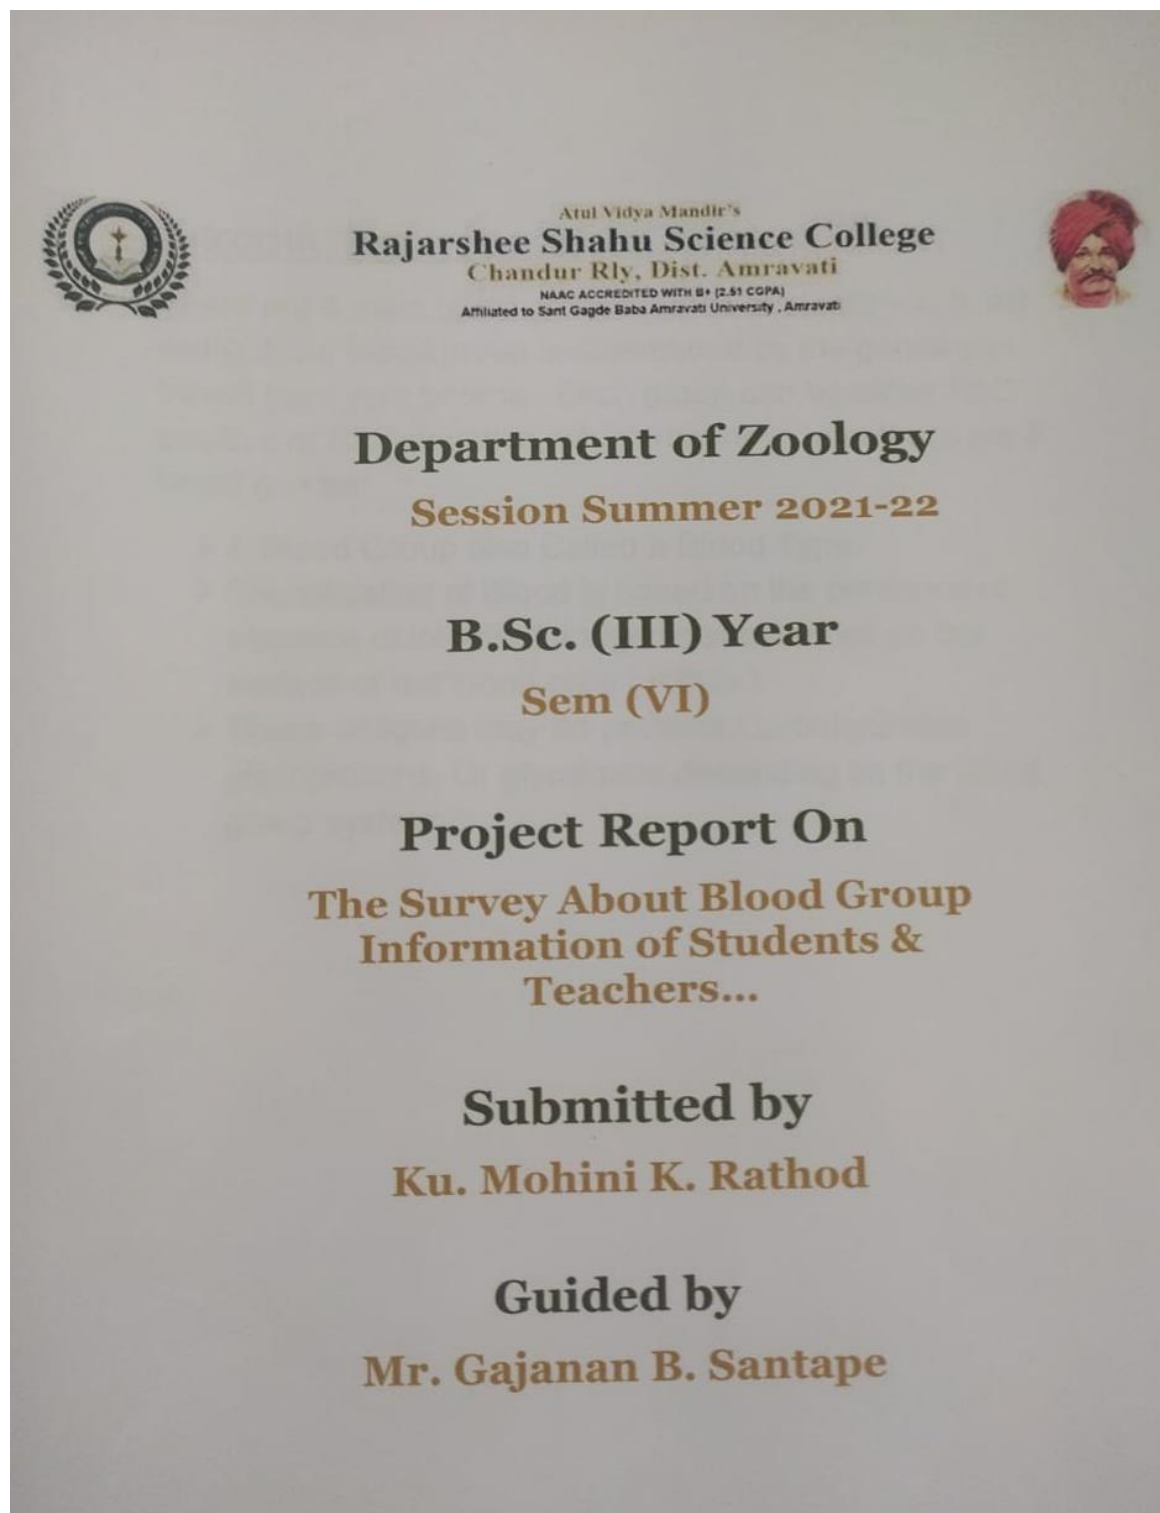 Atul Vidya Mandir's
Rajarshee Shahu Science College
Chandur Rly, Dist. Amravati
NAAC ACCREDITED WITH B+ (2.51 CGPA)
Affiliated to Sant Gagde Baba Amravati University , Amravati
Department of Zoology
Session Summer 2021-22
B.Sc. (III) Year
Sem (VI)
Project Report On
The Survey About Blood Group
Information of Students &
Teachers...
Submitted by
Ku. Mohini K. Rathod
Guided by
Mr. Gajanan B. Santape